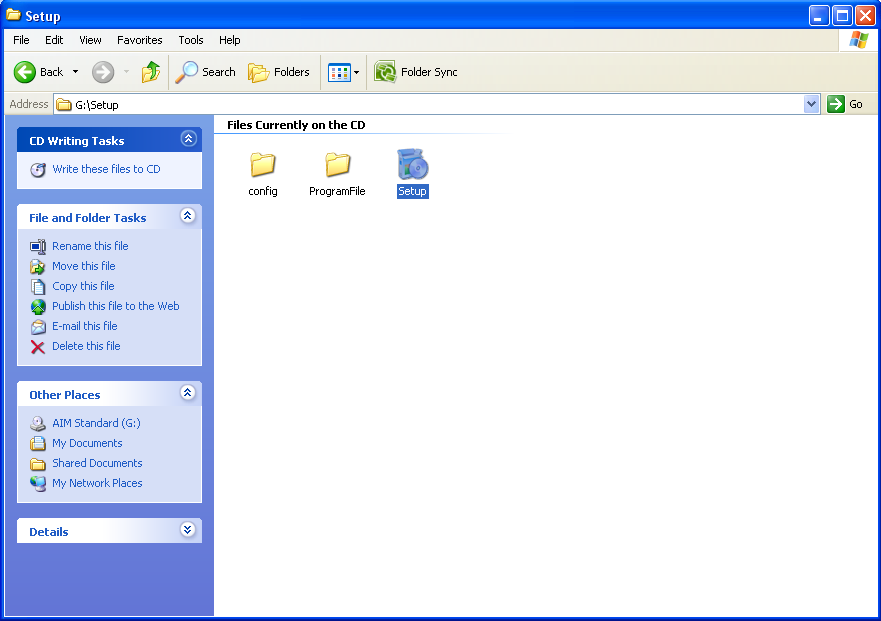 Setup
File Edit View Favorites Tools Help
Back Search Folders Folder Sync
Address G:\Setup Go
CD Writing Tasks
Write these files to CD
File and Folder Tasks
Rename this file
Move this file
Copy this file
Publish this file to the Web
E-mail this file
Delete this file
Other Places
AIM Standard (G:)
My Documents
Shared Documents
My Network Places
Details
Files Currently on the CD
config ProgramFile Setup